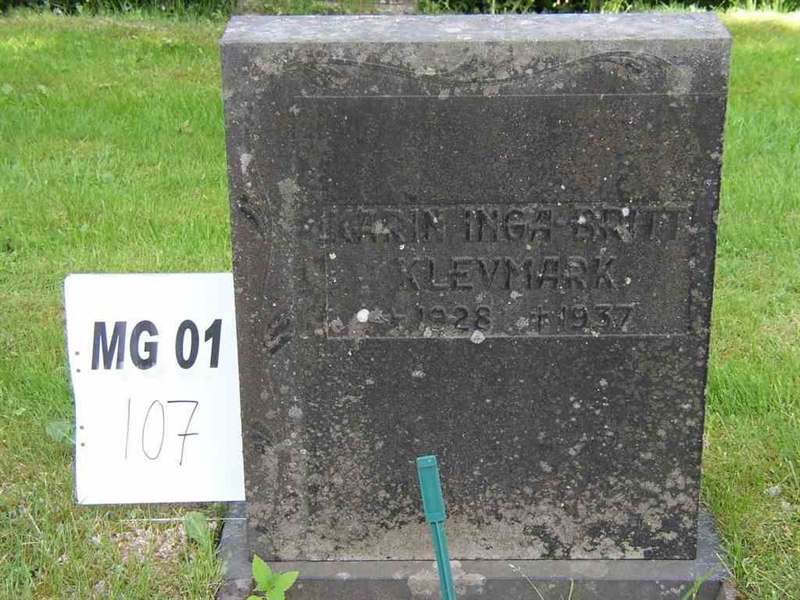 KARIN INGA-BRITT
KLEVMARK
* 1928 † 1937
MG 01
107